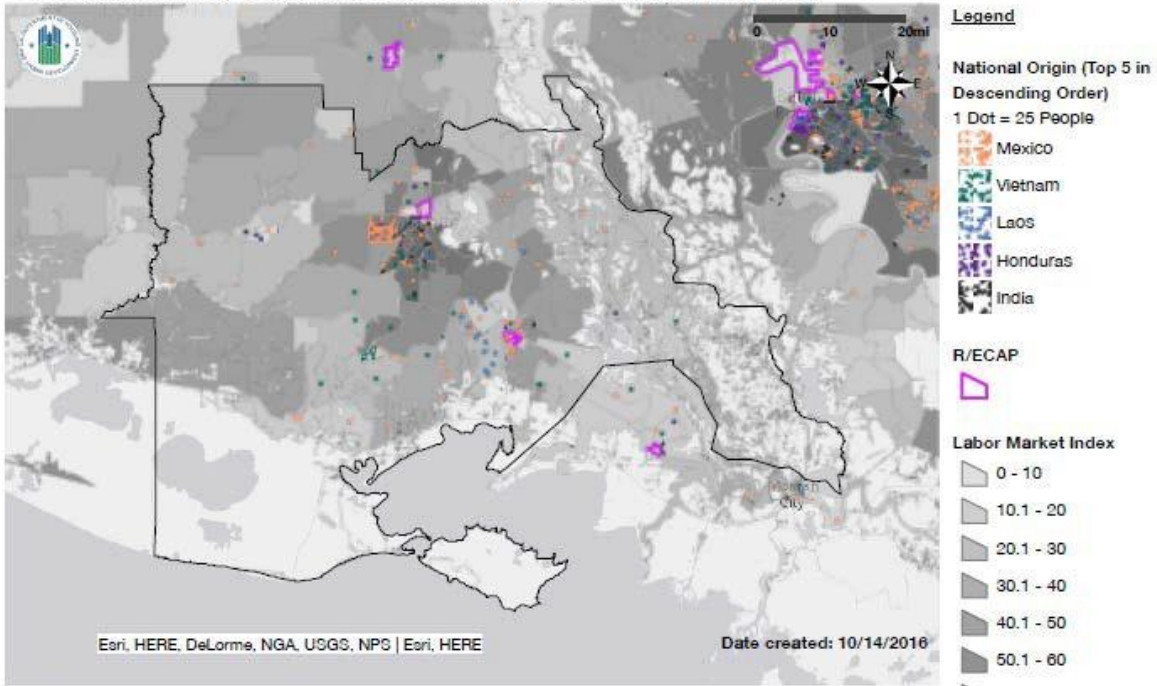 0
10
20mi
N
W
E
Legend
National Origin (Top 5 in
Descending Order)
1 Dot = 25 People
Mexico
Vietnam
Laos
Honduras
India
R/ECAP
Labor Market Index
0 - 10
10.1 - 20
20.1 - 30
30.1 - 40
40.1 - 50
50.1 - 60
City
Esri, HERE, DeLorme, NGA, USGS, NPS | Esri, HERE
Date created: 10/14/2016